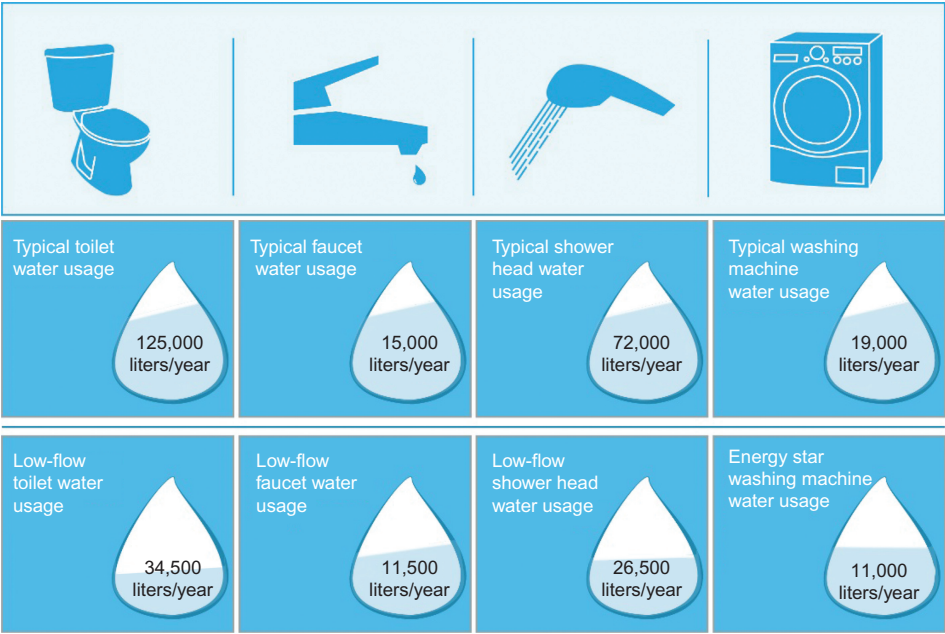 Typical toilet
water usage
125,000
liters/year
Typical faucet
water usage
15,000
liters/year
Typical shower
head water
usage
72,000
liters/year
Typical washing
machine
water usage
19,000
liters/year
Low-flow
toilet water
usage
34,500
liters/year
Low-flow
faucet water
usage
11,500
liters/year
Low-flow
shower head
water usage
26,500
liters/year
Energy star
washing machine
water usage
11,000
liters/year